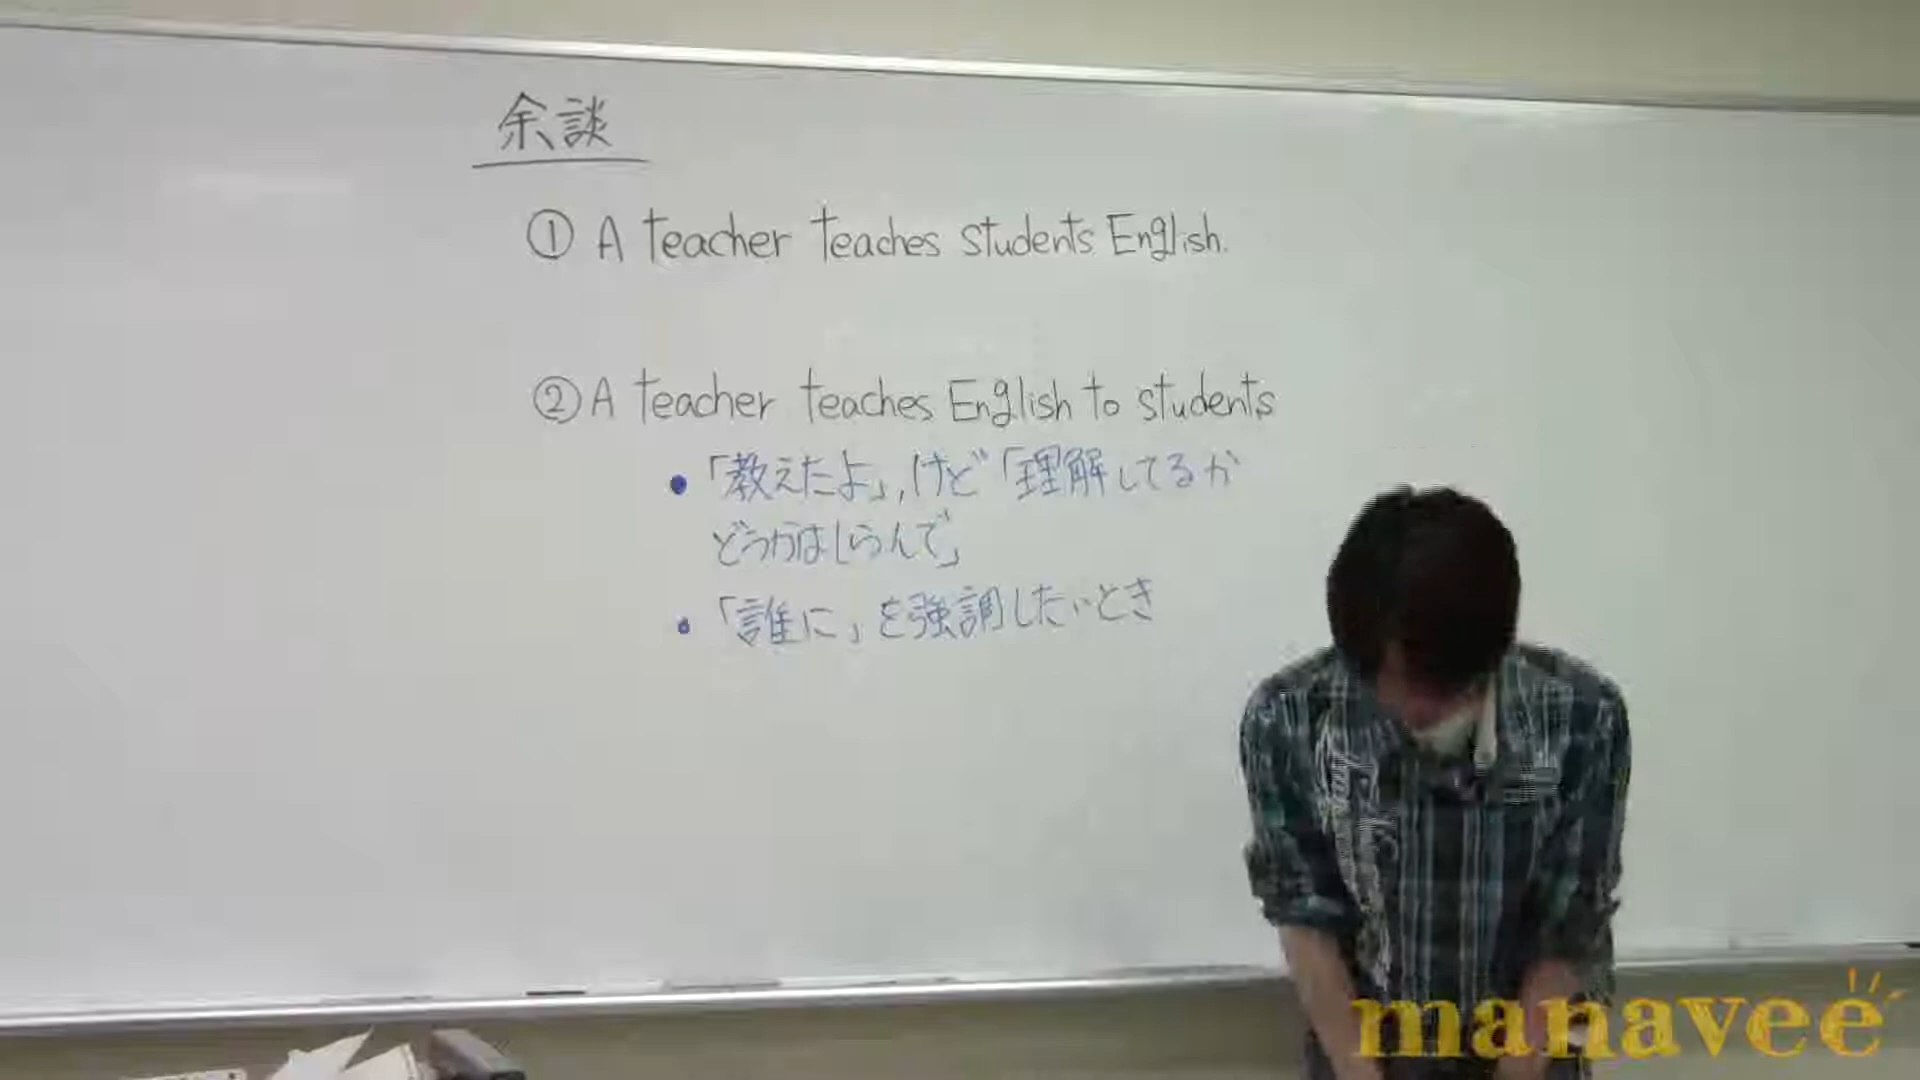 余談
① A teacher teaches students English.
② A teacher teaches English to students
• 「教えたよ」,けど「理解してるか
どうかはしらんで」
• 「誰に」を強調したいとき
manavee